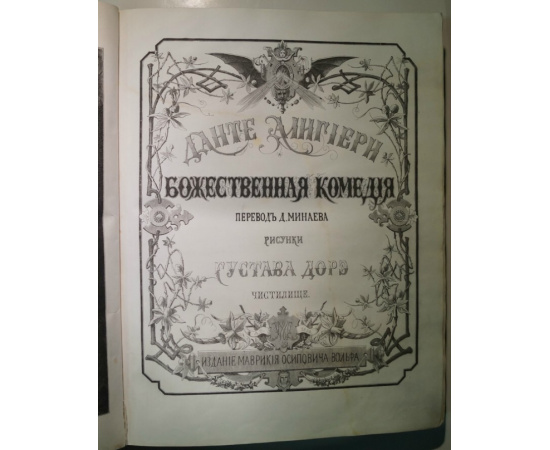 ДАНТЕ АЛИГІЕРИ
БОЖЕСТВЕННАЯ КОМЕДІЯ
ПЕРЕВОДЪ Д. МИНАЕВА
РИСУНКИ
ГУСТАВА ДОРЭ
ЧИСТИЛИЩЕ.
ИЗДАНІЕ МАВРИКІЯ ОСИПОВИЧА ВОЛЬФА